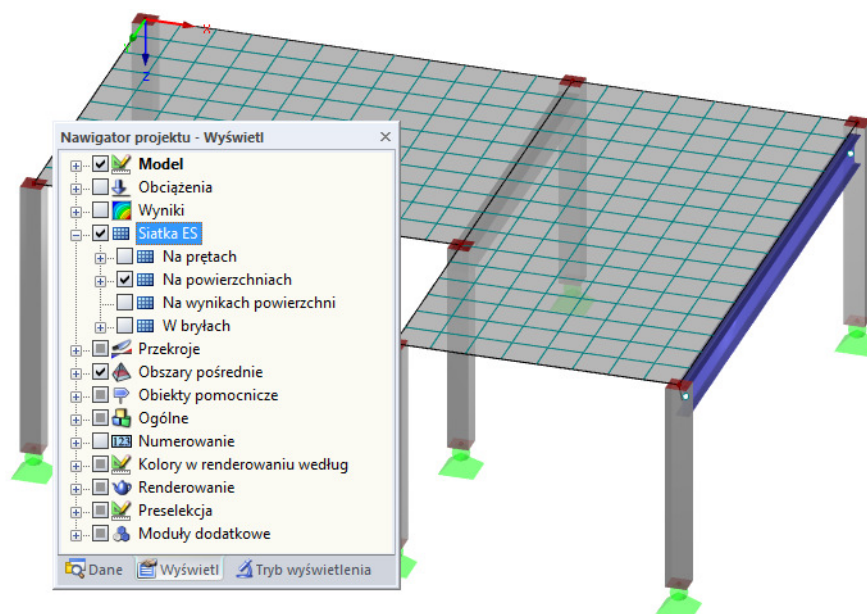 X
Z
Nawigator projektu - Wyświetl
Model
Obciążenia
Wyniki
Siatka ES
Na prętach
Na powierzchniach
Na wynikach powierzchni
W bryłach
Przekroje
Obszary pośrednie
Obiekty pomocnicze
Ogólne
123 Numerowanie
Kolory w renderowaniu według
Renderowanie
Preselekcja
Moduły dodatkowe
Dane Wyświetl Tryb wyświetlenia